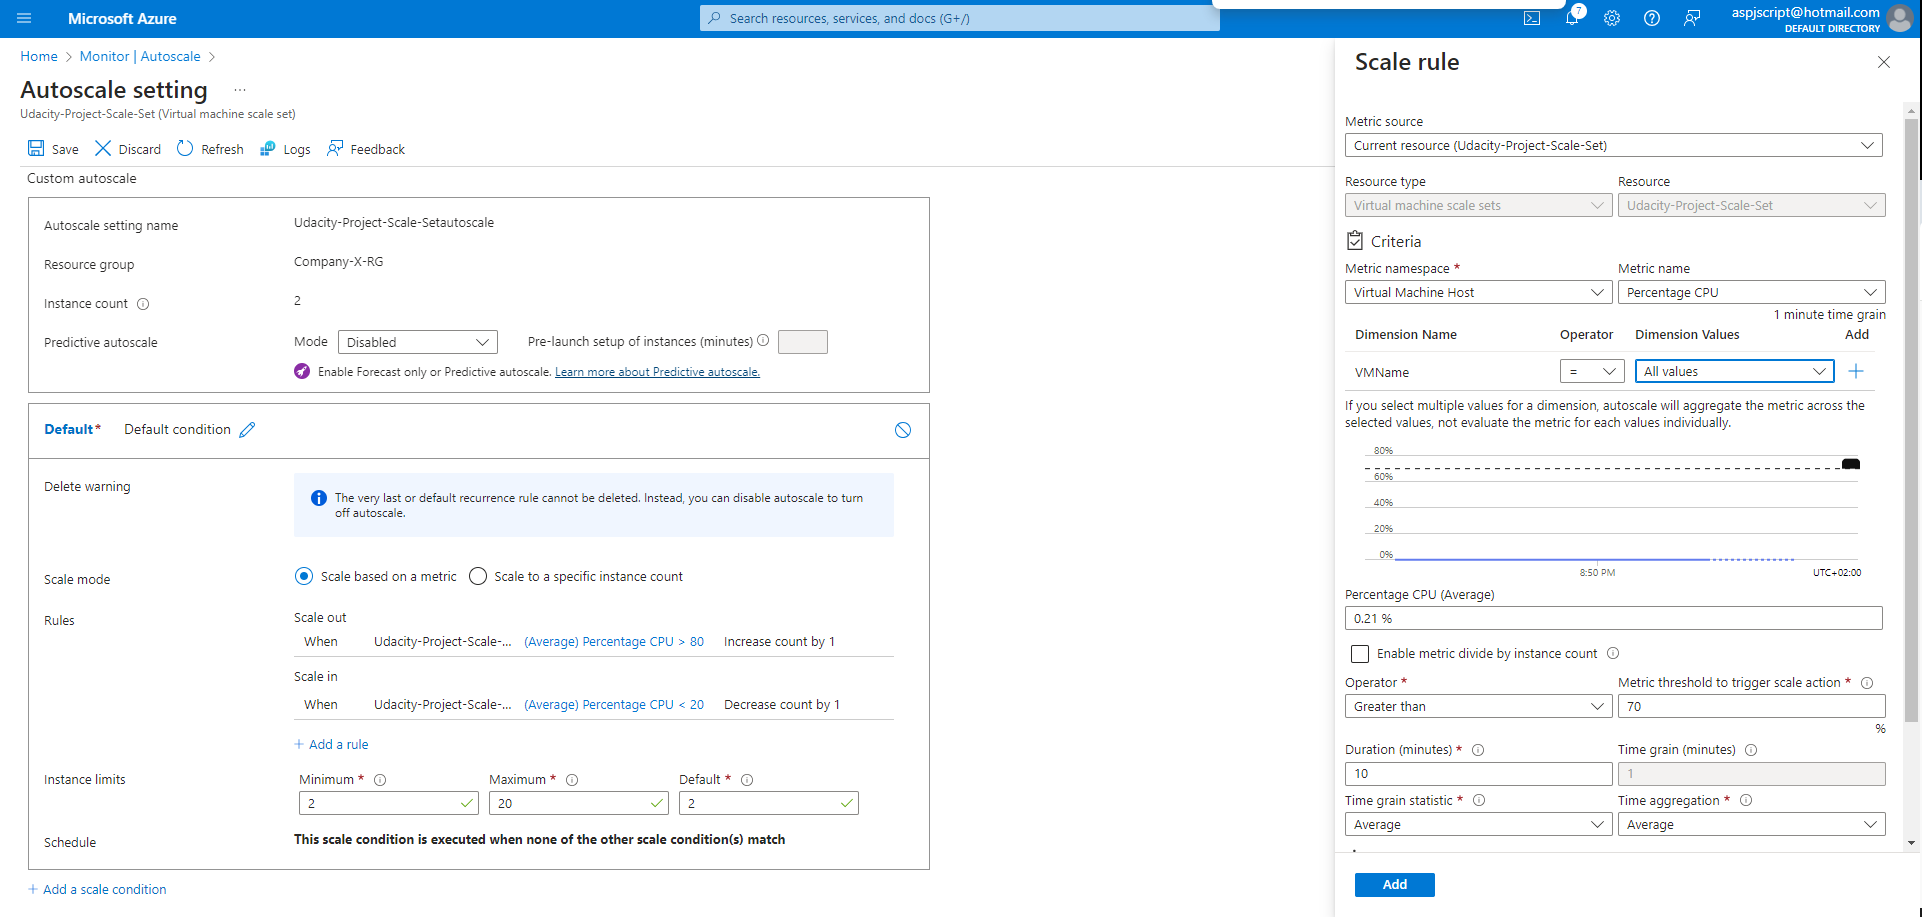 Microsoft Azure
Search resources, services, and docs (G+/)
7
aspjscript@hotmail.com
DEFAULT DIRECTORY
Home > Monitor | Autoscale >
Autoscale setting ...
Udacity-Project-Scale-Set (Virtual machine scale set)
Save Discard Refresh Logs Feedback
Custom autoscale
Autoscale setting name Udacity-Project-Scale-Setautoscale
Resource group Company-X-RG
Instance count 2
Predictive autoscale Mode Disabled Pre-launch setup of instances (minutes)
Enable Forecast only or Predictive autoscale. Learn more about Predictive autoscale.
Default* Default condition
Delete warning
The very last or default recurrence rule cannot be deleted. Instead, you can disable autoscale to turn
off autoscale.
Scale mode Scale based on a metric Scale to a specific instance count
Rules
Scale out
When Udacity-Project-Scale-... (Average) Percentage CPU > 80 Increase count by 1
Scale in
When Udacity-Project-Scale-... (Average) Percentage CPU < 20 Decrease count by 1
+ Add a rule
Instance limits
Minimum * Maximum * Default *
2 20 2
Schedule This scale condition is executed when none of the other scale condition(s) match
+ Add a scale condition
Scale rule
Metric source
Current resource (Udacity-Project-Scale-Set)
Resource type Resource
Virtual machine scale sets Udacity-Project-Scale-Set
Criteria
Metric namespace * Metric name
Virtual Machine Host Percentage CPU
1 minute time grain
Dimension Name Operator Dimension Values Add
VMName = All values +
If you select multiple values for a dimension, autoscale will aggregate the metric across the
selected values, not evaluate the metric for each values individually.
80%
60%
40%
20%
0%
8:50 PM UTC+02:00
Percentage CPU (Average)
0.21 %
Enable metric divide by instance count
Operator * Metric threshold to trigger scale action *
Greater than 70
%
Duration (minutes) * Time grain (minutes)
10 1
Time grain statistic * Time aggregation *
Average Average
Add